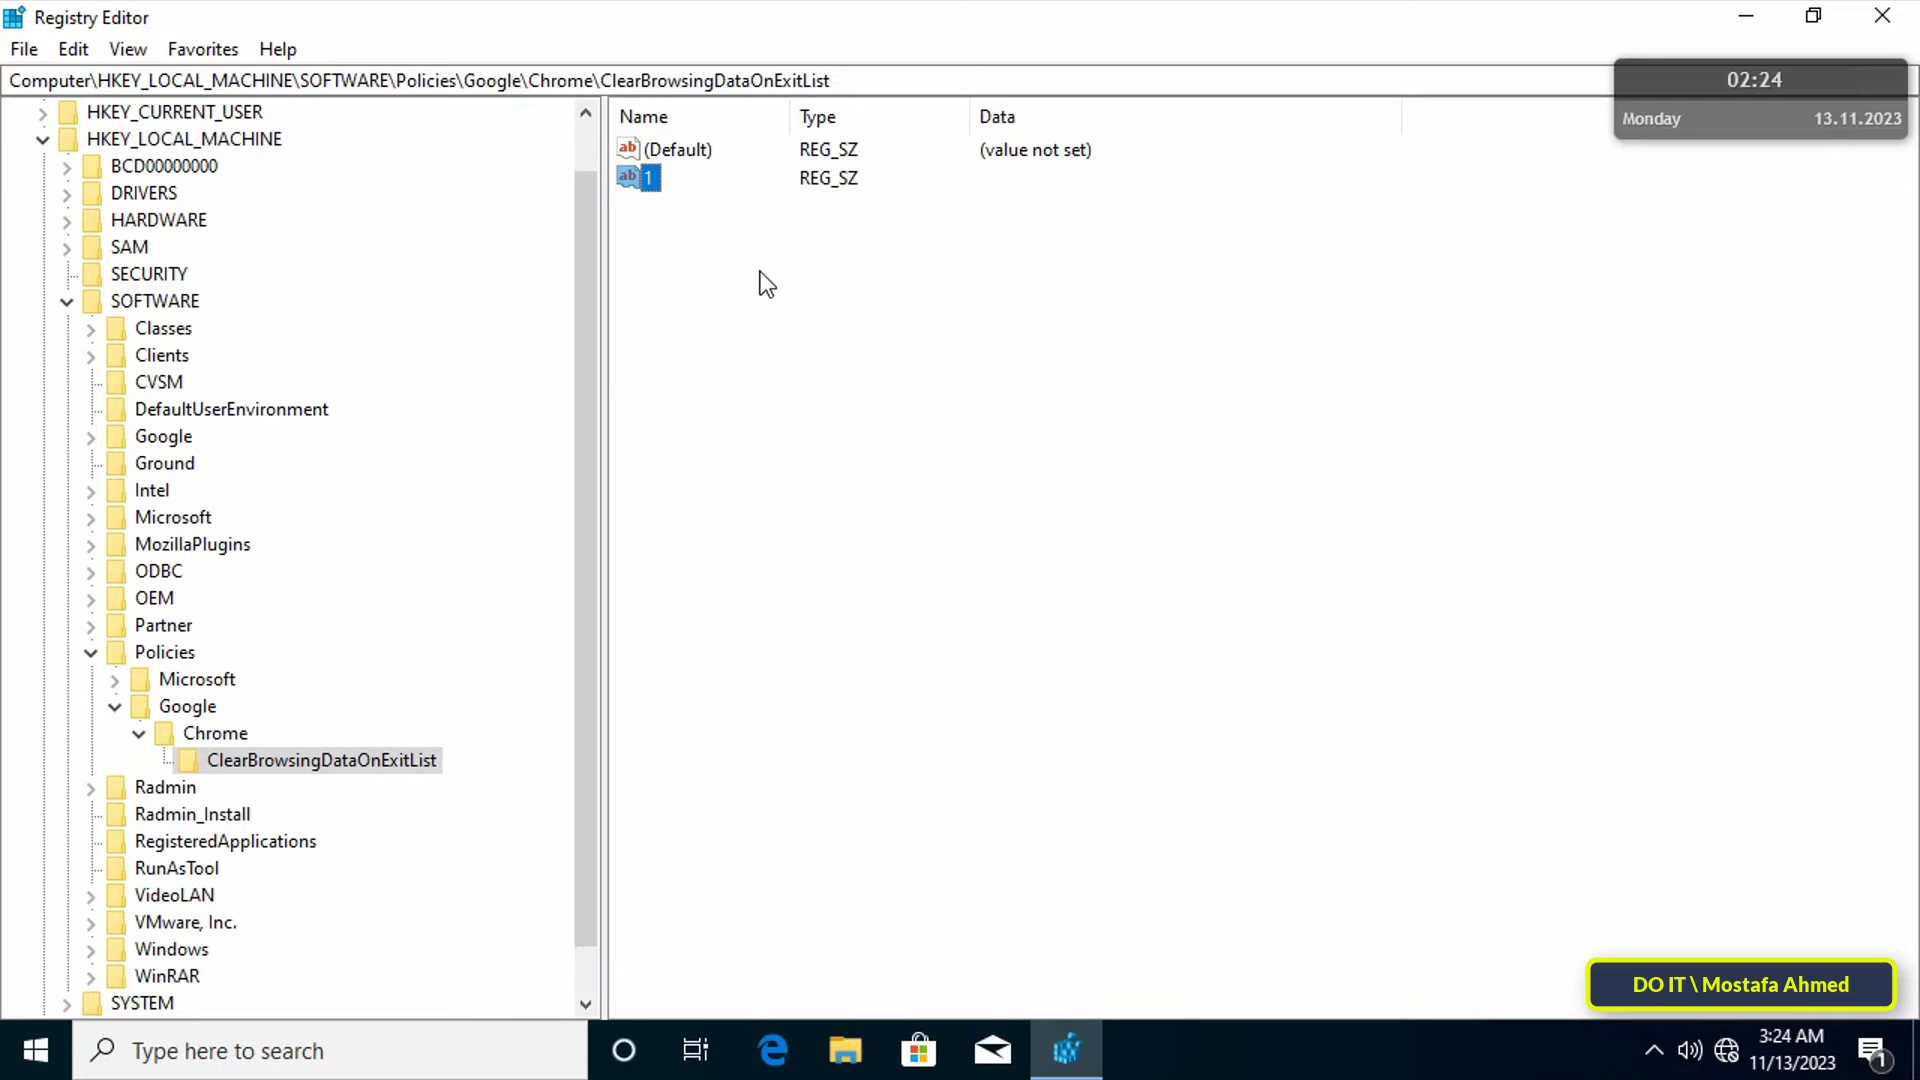 Registry Editor
File Edit View Favorites Help
Computer\HKEY_LOCAL_MACHINE\SOFTWARE\Policies\Google\Chrome\ClearBrowsingDataOnExitList
02:24
Monday 13.11.2023
HKEY_CURRENT_USER
HKEY_LOCAL_MACHINE
BCD00000000
DRIVERS
HARDWARE
SAM
SECURITY
SOFTWARE
Classes
Clients
CVSM
DefaultUserEnvironment
Google
Ground
Intel
Microsoft
MozillaPlugins
ODBC
OEM
Partner
Policies
Microsoft
Google
Chrome
ClearBrowsingDataOnExitList
Radmin
Radmin_Install
RegisteredApplications
RunAsTool
VideoLAN
VMware, Inc.
Windows
WinRAR
SYSTEM
Name Type Data
ab (Default) REG_SZ (value not set)
ab 1 REG_SZ
DO IT \ Mostafa Ahmed
Type here to search
3:24 AM
11/13/2023
1